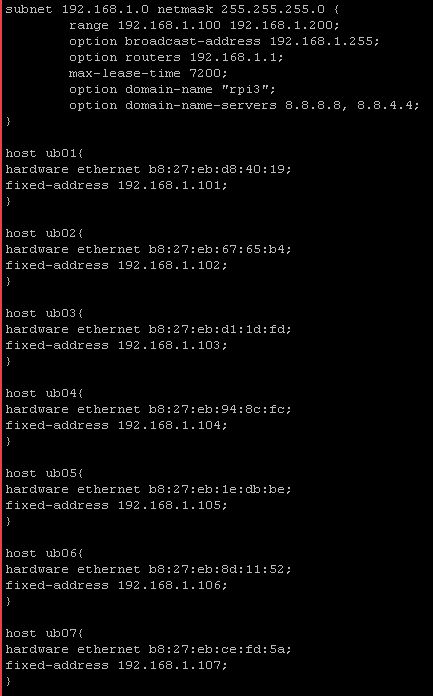 subnet 192.168.1.0 netmask 255.255.255.0 {
        range 192.168.1.100 192.168.1.200;
        option broadcast-address 192.168.1.255;
        option routers 192.168.1.1;
        max-lease-time 7200;
        option domain-name "rpi3";
        option domain-name-servers 8.8.8.8, 8.8.4.4;
}

host ub01{
hardware ethernet b8:27:eb:d8:40:19;
fixed-address 192.168.1.101;
}

host ub02{
hardware ethernet b8:27:eb:67:65:b4;
fixed-address 192.168.1.102;
}

host ub03{
hardware ethernet b8:27:eb:d1:1d:fd;
fixed-address 192.168.1.103;
}

host ub04{
hardware ethernet b8:27:eb:94:8c:fc;
fixed-address 192.168.1.104;
}

host ub05{
hardware ethernet b8:27:eb:1e:db:be;
fixed-address 192.168.1.105;
}

host ub06{
hardware ethernet b8:27:eb:8d:11:52;
fixed-address 192.168.1.106;
}

host ub07{
hardware ethernet b8:27:eb:ce:fd:5a;
fixed-address 192.168.1.107;
}